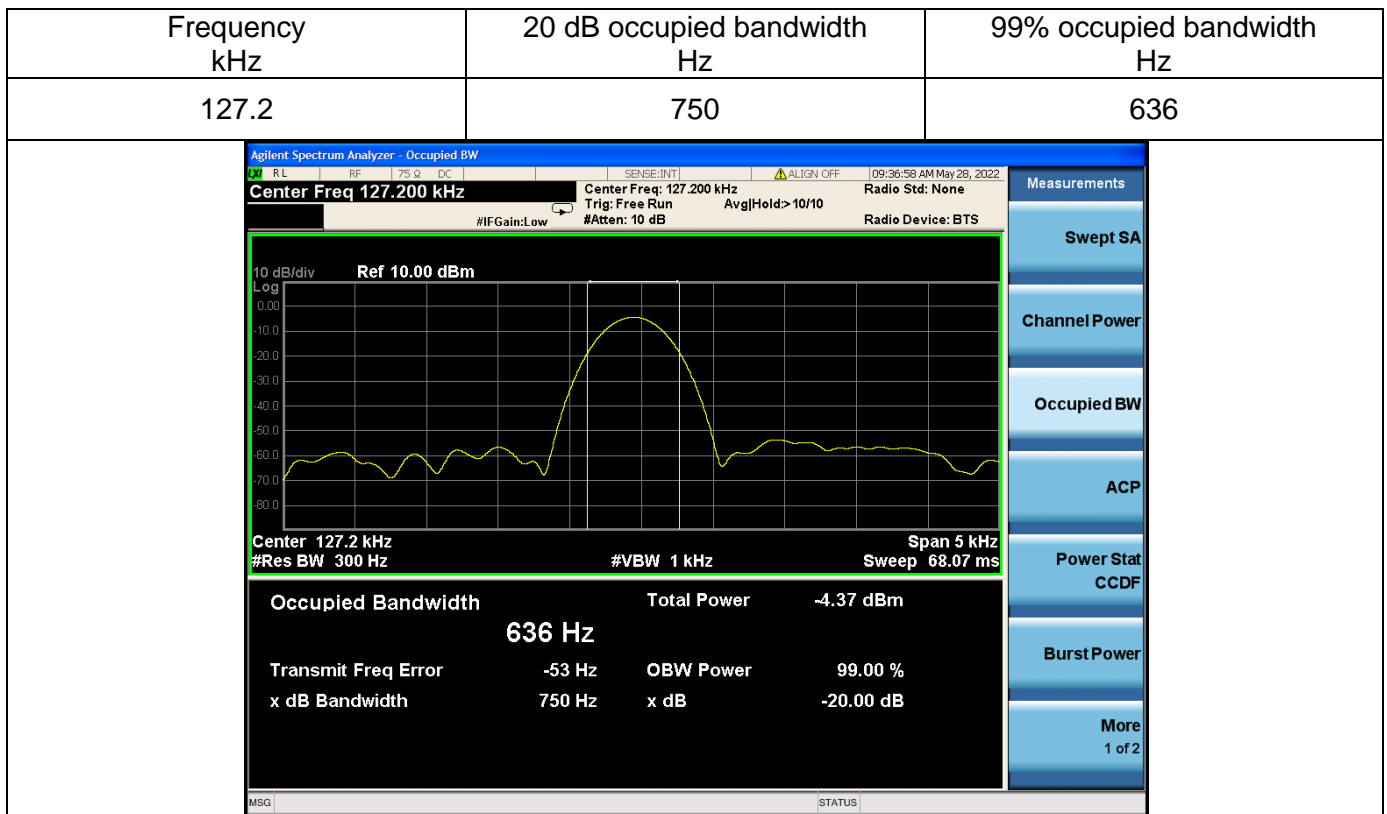 Frequency
kHz
20 dB occupied bandwidth
Hz
99% occupied bandwidth
Hz
127.2
750
636
Agilent Spectrum Analyzer - Occupied BW
LXI RL RF 75 Ω DC SENSE:INT ALIGN OFF 09:36:58 AM May 28, 2022
Center Freq 127.200 kHz
Center Freq: 127.200 kHz
Radio Std: None
Trig: Free Run Avg|Hold:>10/10
#IFGain:Low #Atten: 10 dB Radio Device: BTS
10 dB/div Ref 10.00 dBm
Log
0.00
-10.0
-20.0
-30.0
-40.0
-50.0
-60.0
-70.0
-80.0
Center 127.2 kHz Span 5 kHz
#Res BW 300 Hz #VBW 1 kHz Sweep 68.07 ms
Occupied Bandwidth Total Power -4.37 dBm
636 Hz
Transmit Freq Error -53 Hz OBW Power 99.00 %
x dB Bandwidth 750 Hz x dB -20.00 dB
MSG STATUS
Measurements
Swept SA
Channel Power
Occupied BW
ACP
Power Stat
CCDF
Burst Power
More
1 of 2